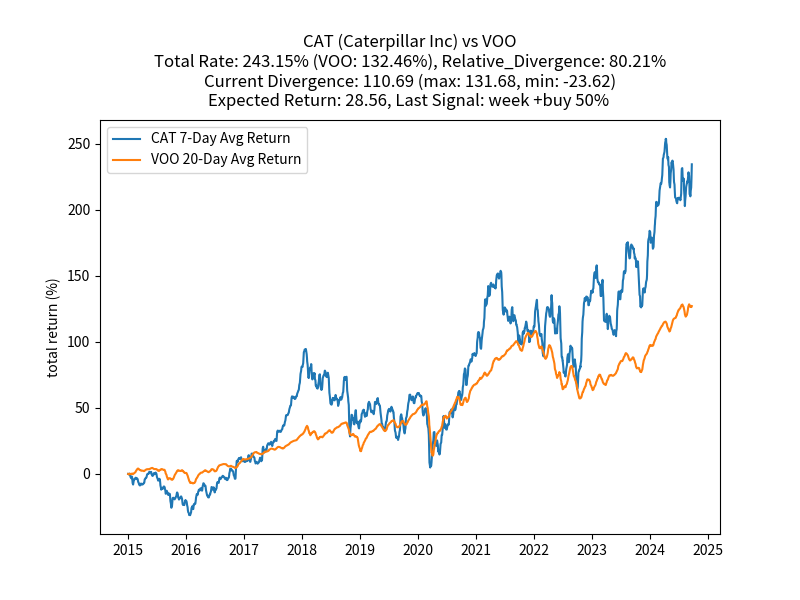 CAT (Caterpillar Inc) vs VOO
Total Rate: 243.15% (VOO: 132.46%), Relative_Divergence: 80.21%
Current Divergence: 110.69 (max: 131.68, min: -23.62)
Expected Return: 28.56, Last Signal: week +buy 50%
CAT 7-Day Avg Return
VOO 20-Day Avg Return
total return (%)
250
200
150
100
50
0
2015 2016 2017 2018 2019 2020 2021 2022 2023 2024 2025